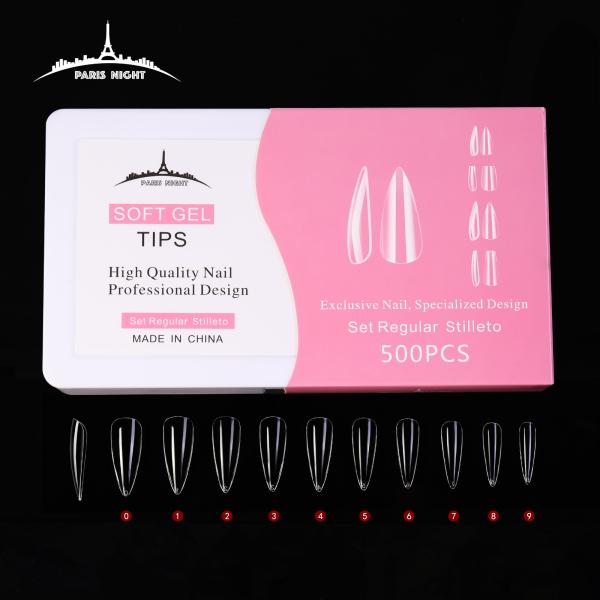 PARIS NIGHT
PARIS NIGHT
SOFT GEL
TIPS
High Quality Nail
Professional Design
Set Regular Stilleto
MADE IN CHINA
Exclusive Nail, Specialized Design
Set Regular Stilleto
500PCS
0 1 2 3 4 5 6 7 8 9